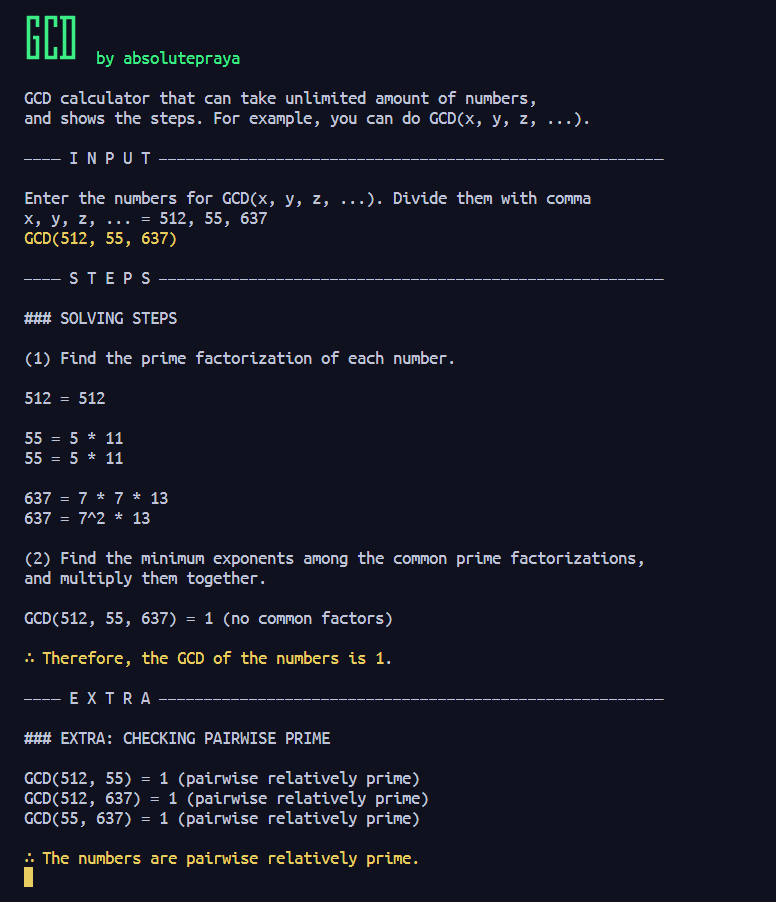 GCD
by absolutepraya
GCD calculator that can take unlimited amount of numbers,
and shows the steps. For example, you can do GCD(x, y, z, ...).
———— I N P U T ————————————————————————————————————————————————————————
Enter the numbers for GCD(x, y, z, ...). Divide them with comma
x, y, z, ... = 512, 55, 637
GCD(512, 55, 637)
———— S T E P S ————————————————————————————————————————————————————————
### SOLVING STEPS
(1) Find the prime factorization of each number.
512 = 512
55 = 5 * 11
55 = 5 * 11
637 = 7 * 7 * 13
637 = 7^2 * 13
(2) Find the minimum exponents among the common prime factorizations,
and multiply them together.
GCD(512, 55, 637) = 1 (no common factors)
∴ Therefore, the GCD of the numbers is 1.
———— E X T R A ————————————————————————————————————————————————————————
### EXTRA: CHECKING PAIRWISE PRIME
GCD(512, 55) = 1 (pairwise relatively prime)
GCD(512, 637) = 1 (pairwise relatively prime)
GCD(55, 637) = 1 (pairwise relatively prime)
∴ The numbers are pairwise relatively prime.